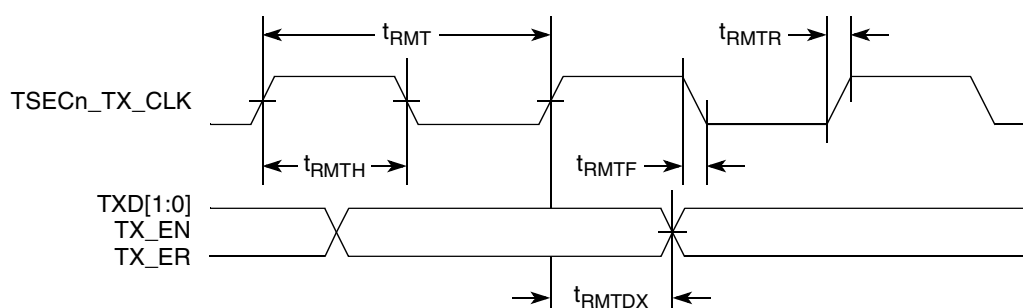 tRMT
tRMTR
TSECn_TX_CLK
tRMTH
tRMTF
TXD[1:0]
TX_EN
TX_ER
tRMTDX